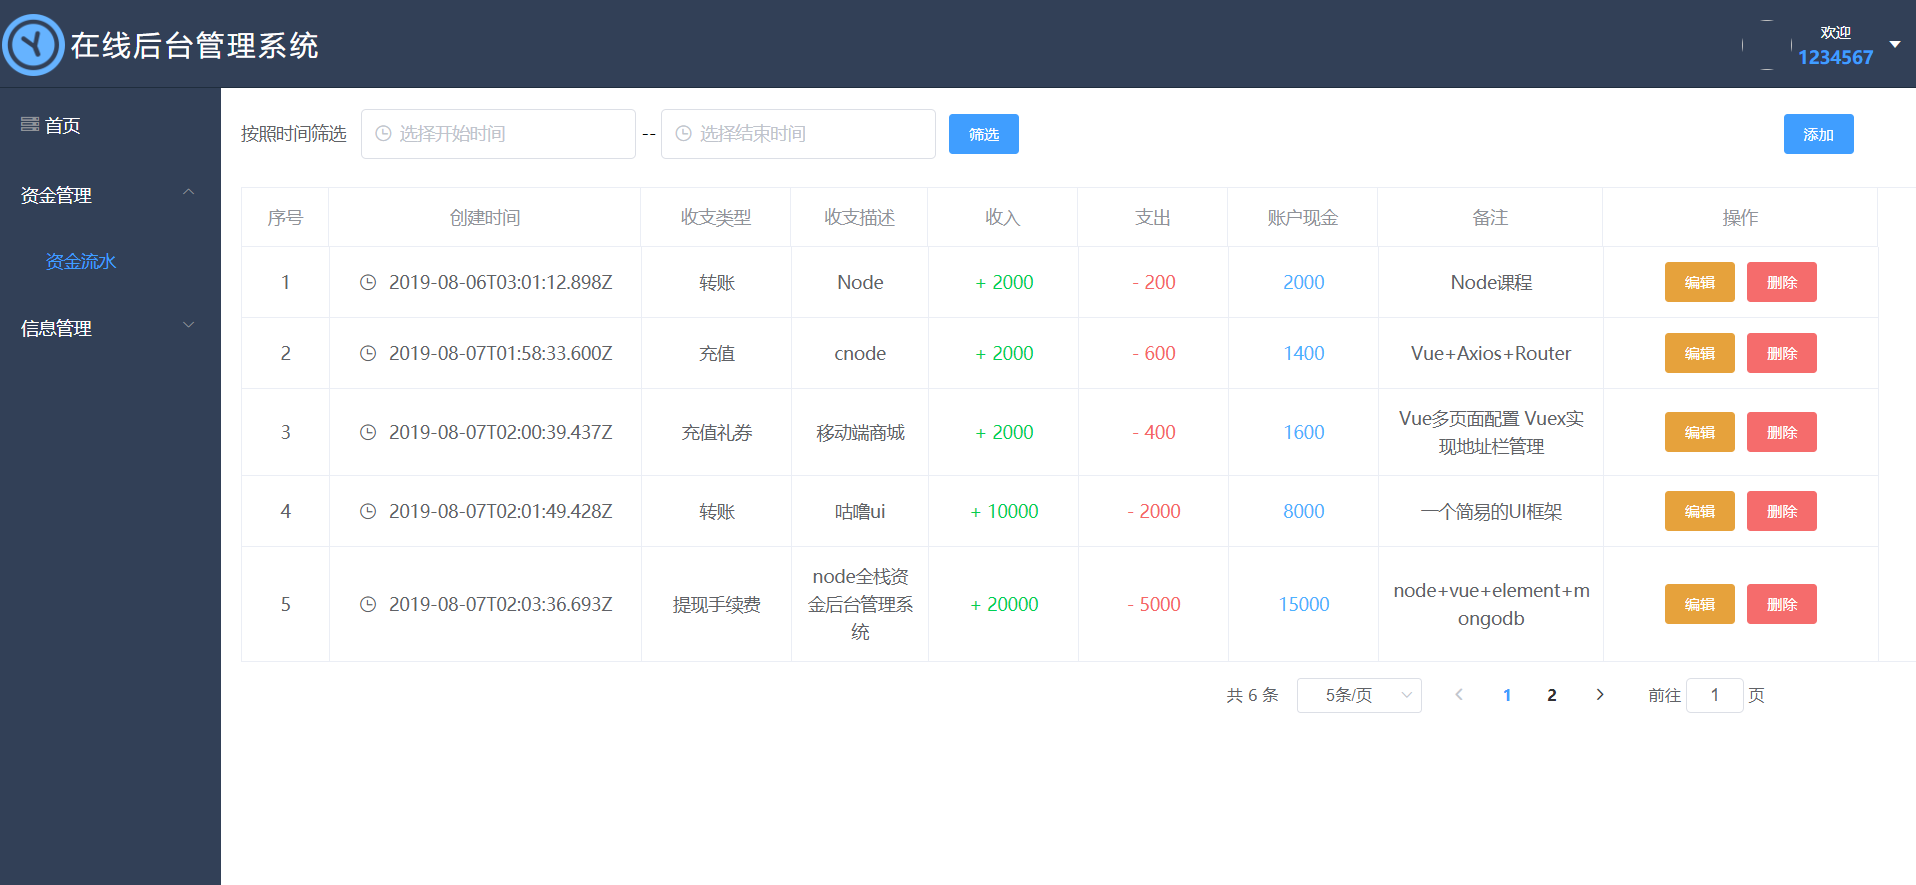 在线后台管理系统
欢迎
1234567
首页
资金管理
资金流水
信息管理
按照时间筛选 选择开始时间 -- 选择结束时间 筛选 添加
序号 创建时间 收支类型 收支描述 收入 支出 账户现金 备注 操作
1 2019-08-06T03:01:12.898Z 转账 Node + 2000 - 200 2000 Node课程 编辑 删除
2 2019-08-07T01:58:33.600Z 充值 cnode + 2000 - 600 1400 Vue+Axios+Router 编辑 删除
3 2019-08-07T02:00:39.437Z 充值礼券 移动端商城 + 2000 - 400 1600 Vue多页面配置 Vuex实
现地址栏管理 编辑 删除
4 2019-08-07T02:01:49.428Z 转账 咕噜ui + 10000 - 2000 8000 一个简易的UI框架 编辑 删除
5 2019-08-07T02:03:36.693Z 提现手续费 node全栈资
金后台管理系
统 + 20000 - 5000 15000 node+vue+element+m
ongodb 编辑 删除
共 6 条 5条/页 1 2 前往 1 页